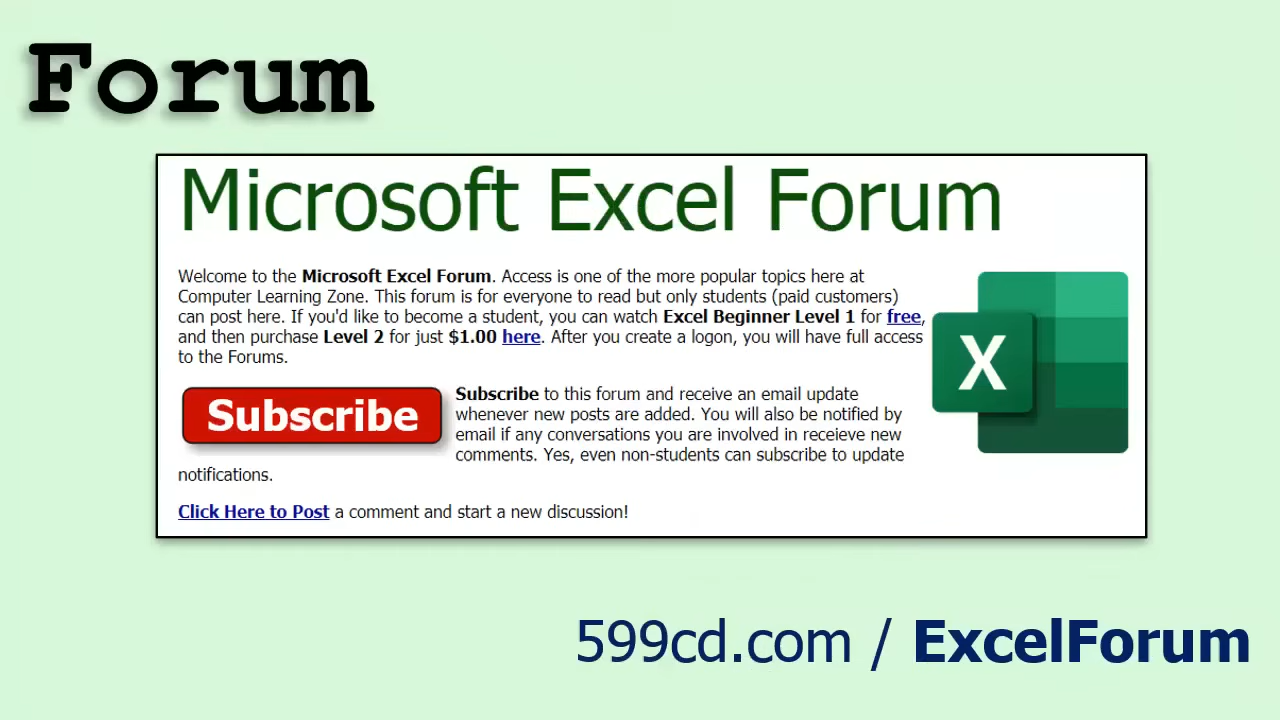 Forum
Microsoft Excel Forum
Welcome to the Microsoft Excel Forum. Access is one of the more popular topics here at
Computer Learning Zone. This forum is for everyone to read but only students (paid customers)
can post here. If you'd like to become a student, you can watch Excel Beginner Level 1 for free,
and then purchase Level 2 for just $1.00 here. After you create a logon, you will have full access
to the Forums.
Subscribe
Subscribe to this forum and receive an email update
whenever new posts are added. You will also be notified by
email if any conversations you are involved in receieve new
comments. Yes, even non-students can subscribe to update
notifications.
Click Here to Post a comment and start a new discussion!
X
599cd.com / ExcelForum